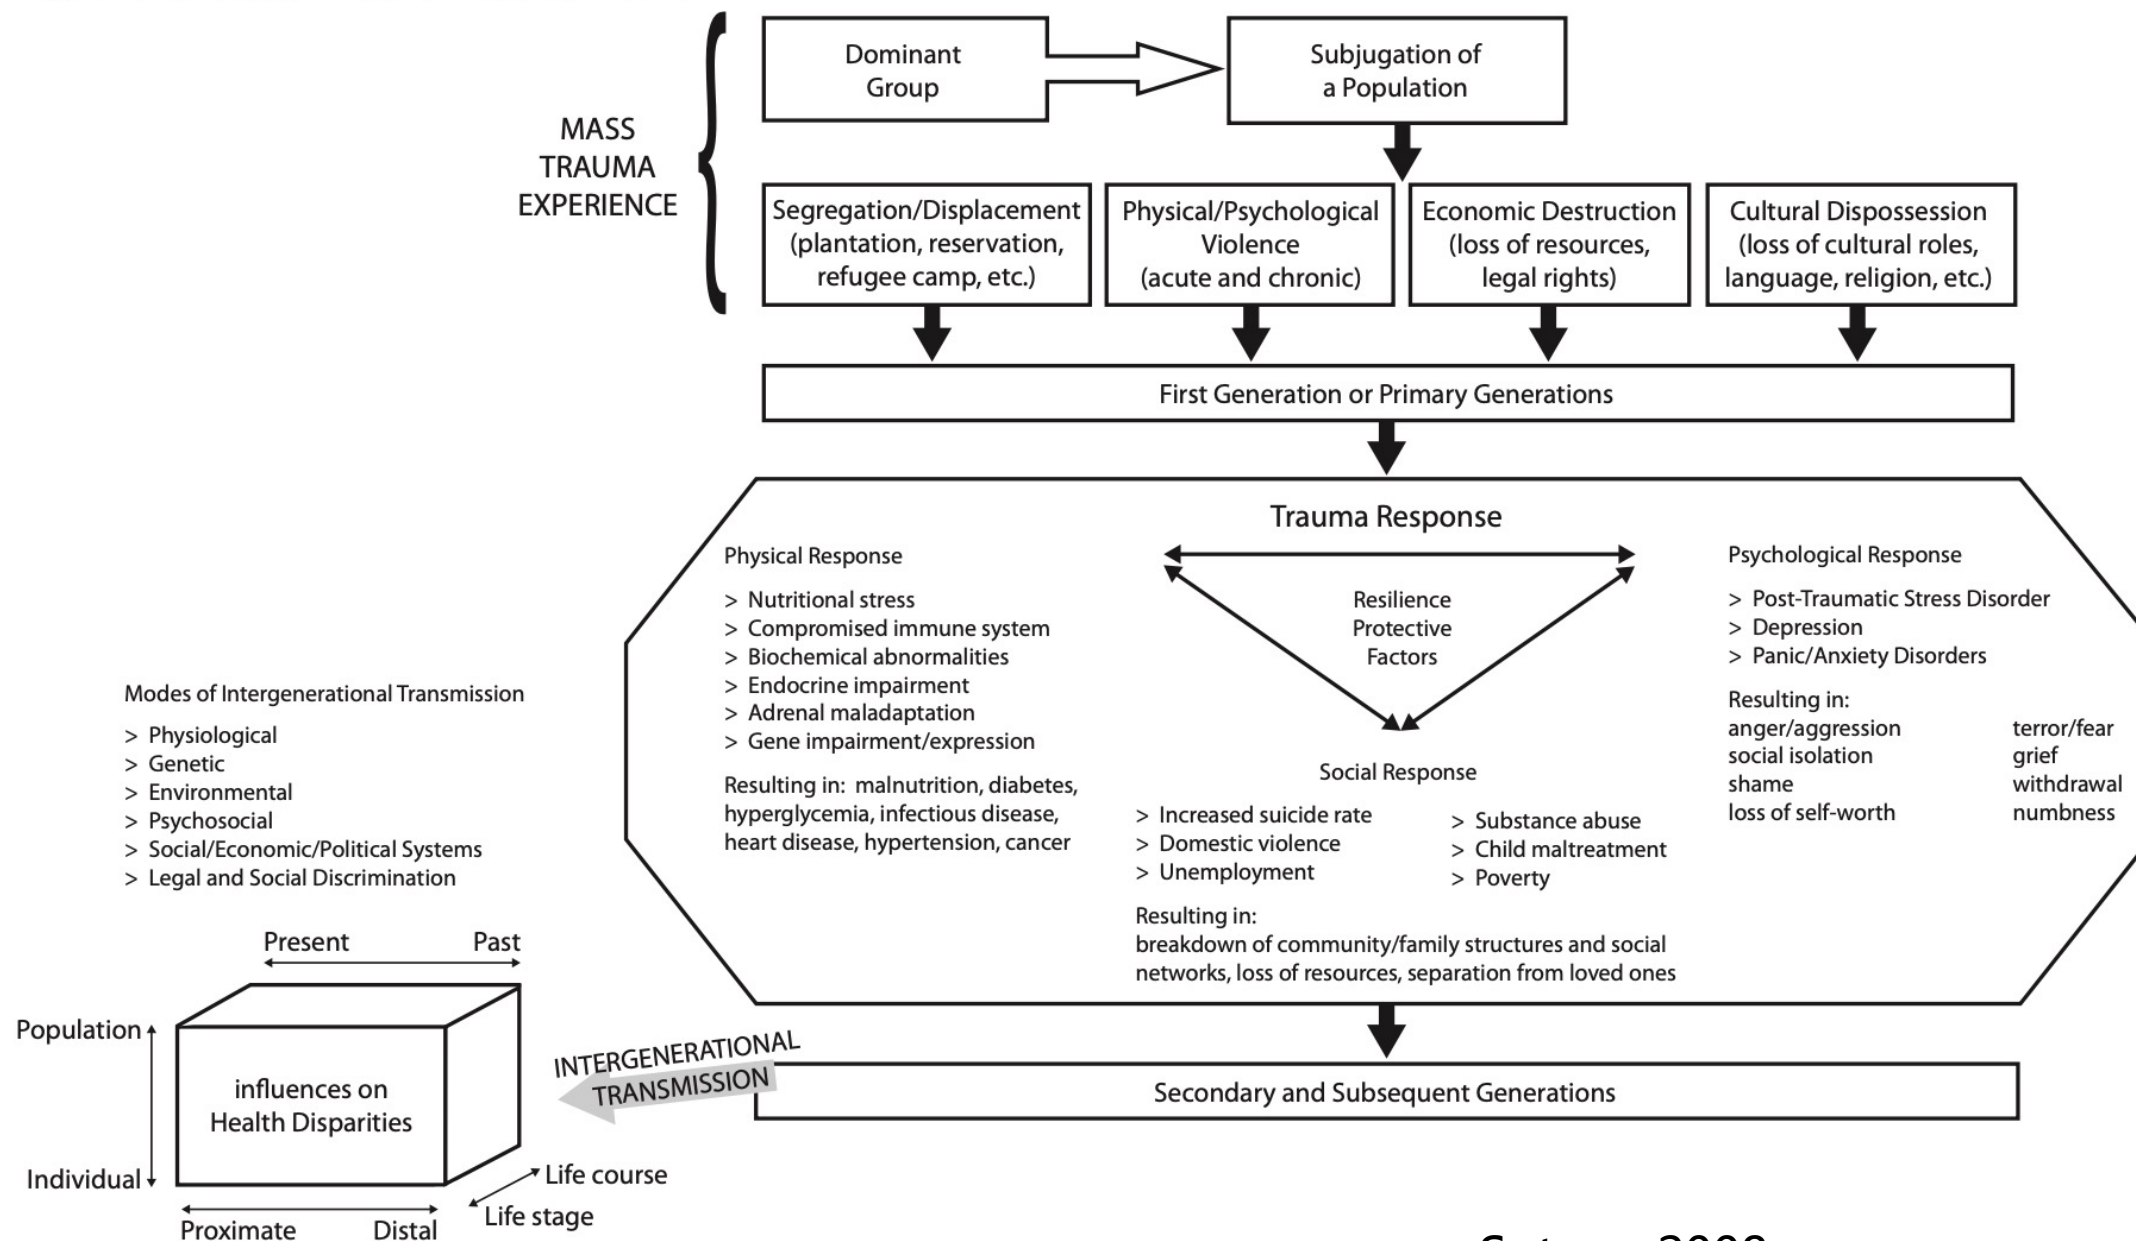 Dominant
Group
Subjugation of
a Population
MASS
TRAUMA
EXPERIENCE
Segregation/Displacement
(plantation, reservation,
refugee camp, etc.)
Physical/Psychological
Violence
(acute and chronic)
Economic Destruction
(loss of resources,
legal rights)
Cultural Dispossession
(loss of cultural roles,
language, religion, etc.)
First Generation or Primary Generations
Trauma Response
Physical Response
> Nutritional stress
> Compromised immune system
> Biochemical abnormalities
> Endocrine impairment
> Adrenal maladaptation
> Gene impairment/expression
Resulting in: malnutrition, diabetes,
hyperglycemia, infectious disease,
heart disease, hypertension, cancer
Resilience
Protective
Factors
Psychological Response
> Post-Traumatic Stress Disorder
> Depression
> Panic/Anxiety Disorders
Resulting in:
anger/aggression
social isolation
shame
loss of self-worth
terror/fear
grief
withdrawal
numbness
Social Response
> Increased suicide rate
> Domestic violence
> Unemployment
> Substance abuse
> Child maltreatment
> Poverty
Resulting in:
breakdown of community/family structures and social
networks, loss of resources, separation from loved ones
Modes of Intergenerational Transmission
> Physiological
> Genetic
> Environmental
> Psychosocial
> Social/Economic/Political Systems
> Legal and Social Discrimination
Present
Past
Population
Individual
influences on
Health Disparities
Proximate
Distal
Life course
Life stage
INTERGENERATIONAL
TRANSMISSION
Secondary and Subsequent Generations